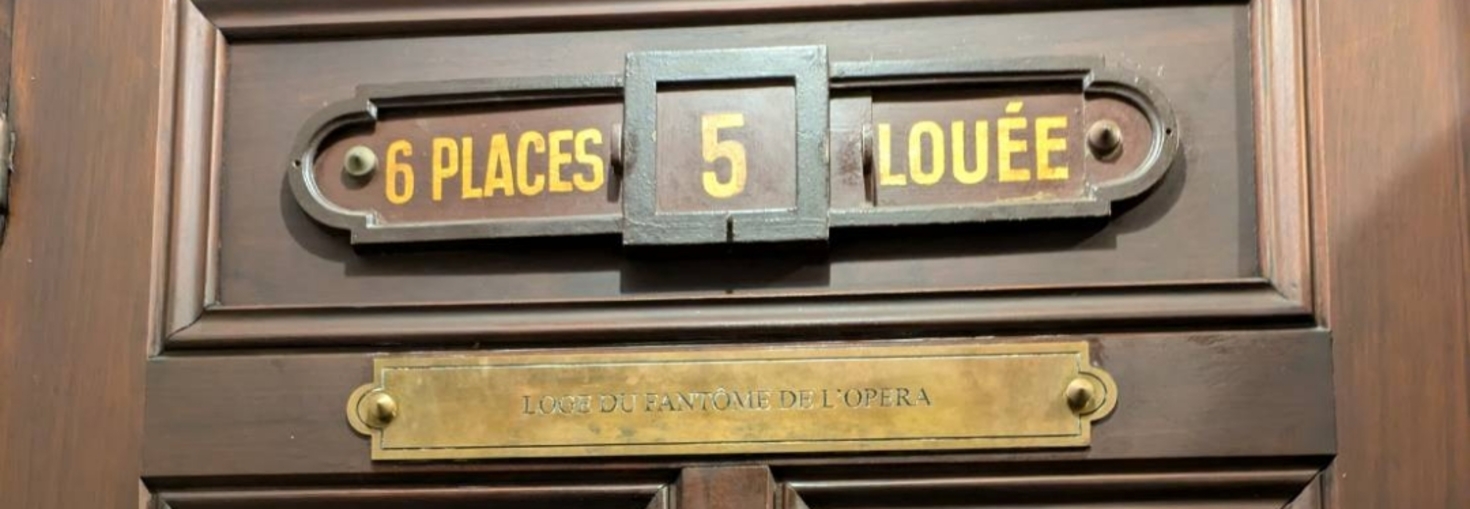 6 PLACES 5 LOUÉE
LOGE DU FANTÔME DE L'OPERA